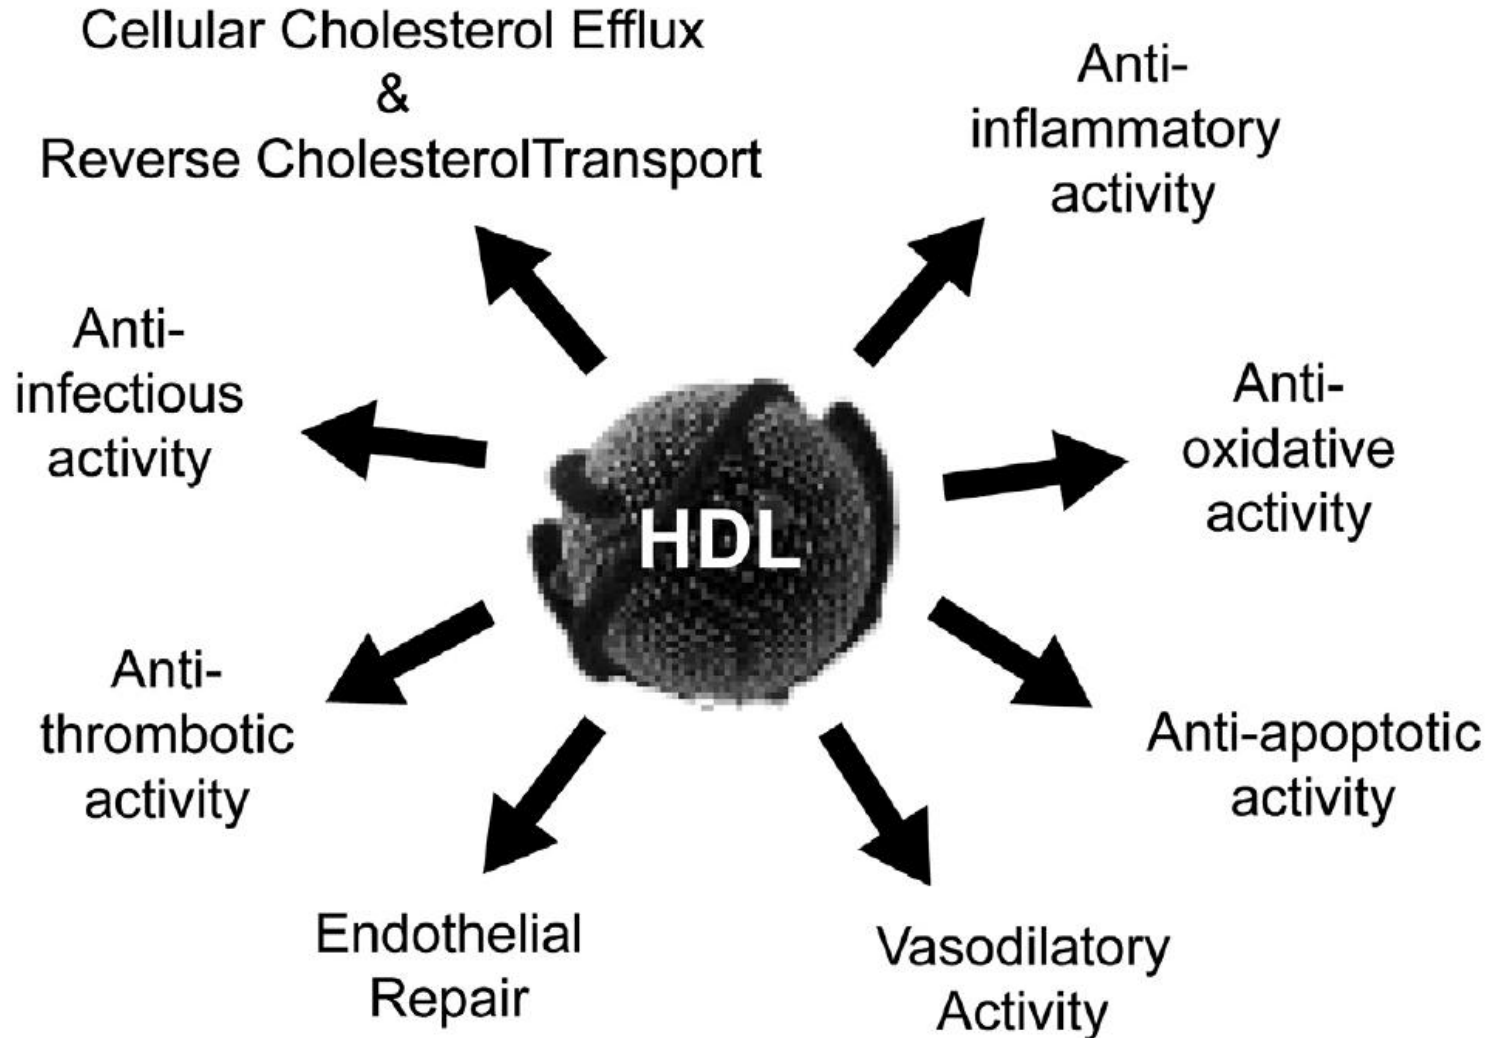 Cellular Cholesterol Efflux
&
Reverse CholesterolTransport
Anti-
inflammatory
activity
Anti-
infectious
activity
Anti-
oxidative
activity
HDL
Anti-
thrombotic
activity
Anti-apoptotic
activity
Endothelial
Repair
Vasodilatory
Activity